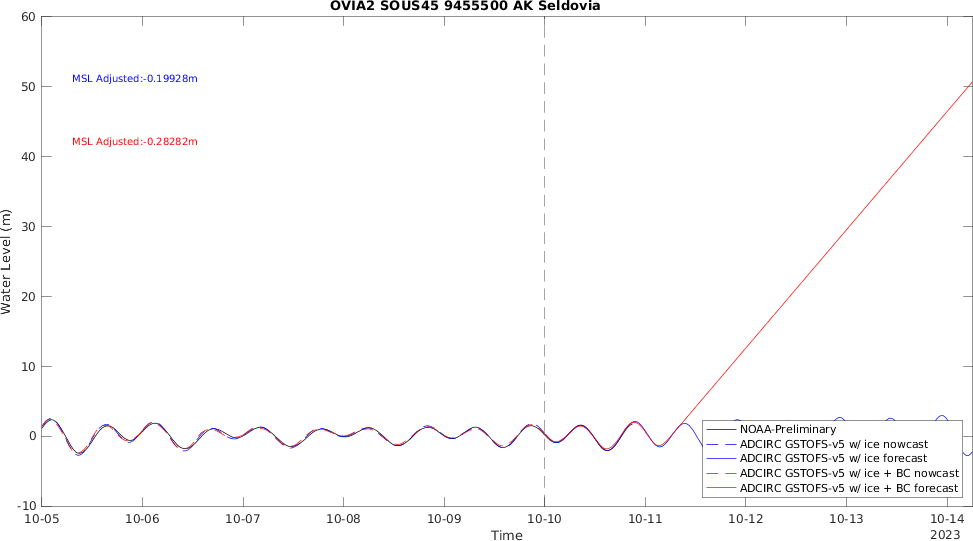 OVIA2 SOUS45 9455500 AK Seldovia
60
50
40
30
20
10
0
-10
Water Level (m)
MSL Adjusted:-0.19928m
MSL Adjusted:-0.28282m
NOAA-Preliminary
ADCIRC GSTOFS-v5 w/ ice nowcast
ADCIRC GSTOFS-v5 w/ ice forecast
ADCIRC GSTOFS-v5 w/ ice + BC nowcast
ADCIRC GSTOFS-v5 w/ ice + BC forecast
10-05 10-06 10-07 10-08 10-09 10-10 10-11 10-12 10-13 10-14
2023
Time